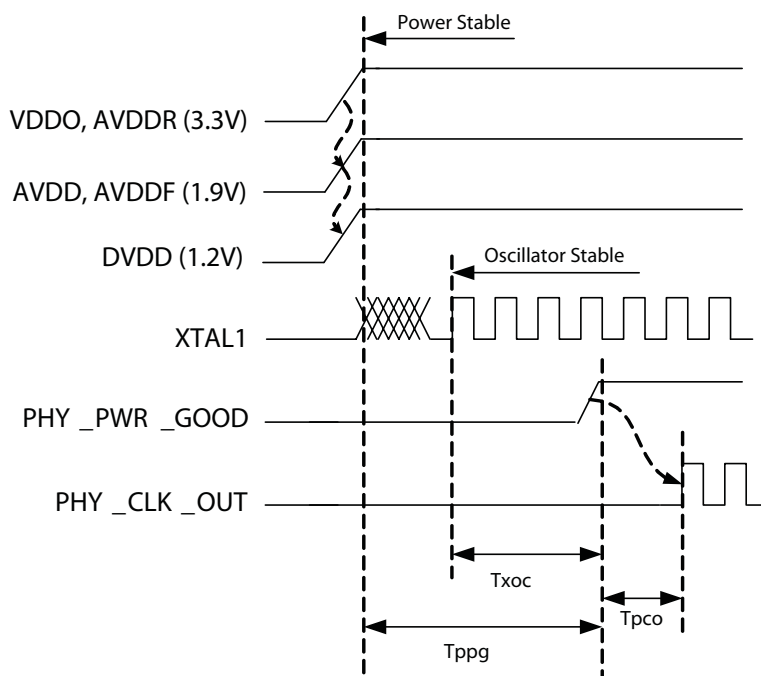 Power Stable
VDDO, AVDDR (3.3V)
AVDD, AVDDF (1.9V)
DVDD (1.2V)
Oscillator Stable
XTAL1
PHY _PWR _GOOD
PHY _CLK _OUT
Txoc
Tpco
Tppg